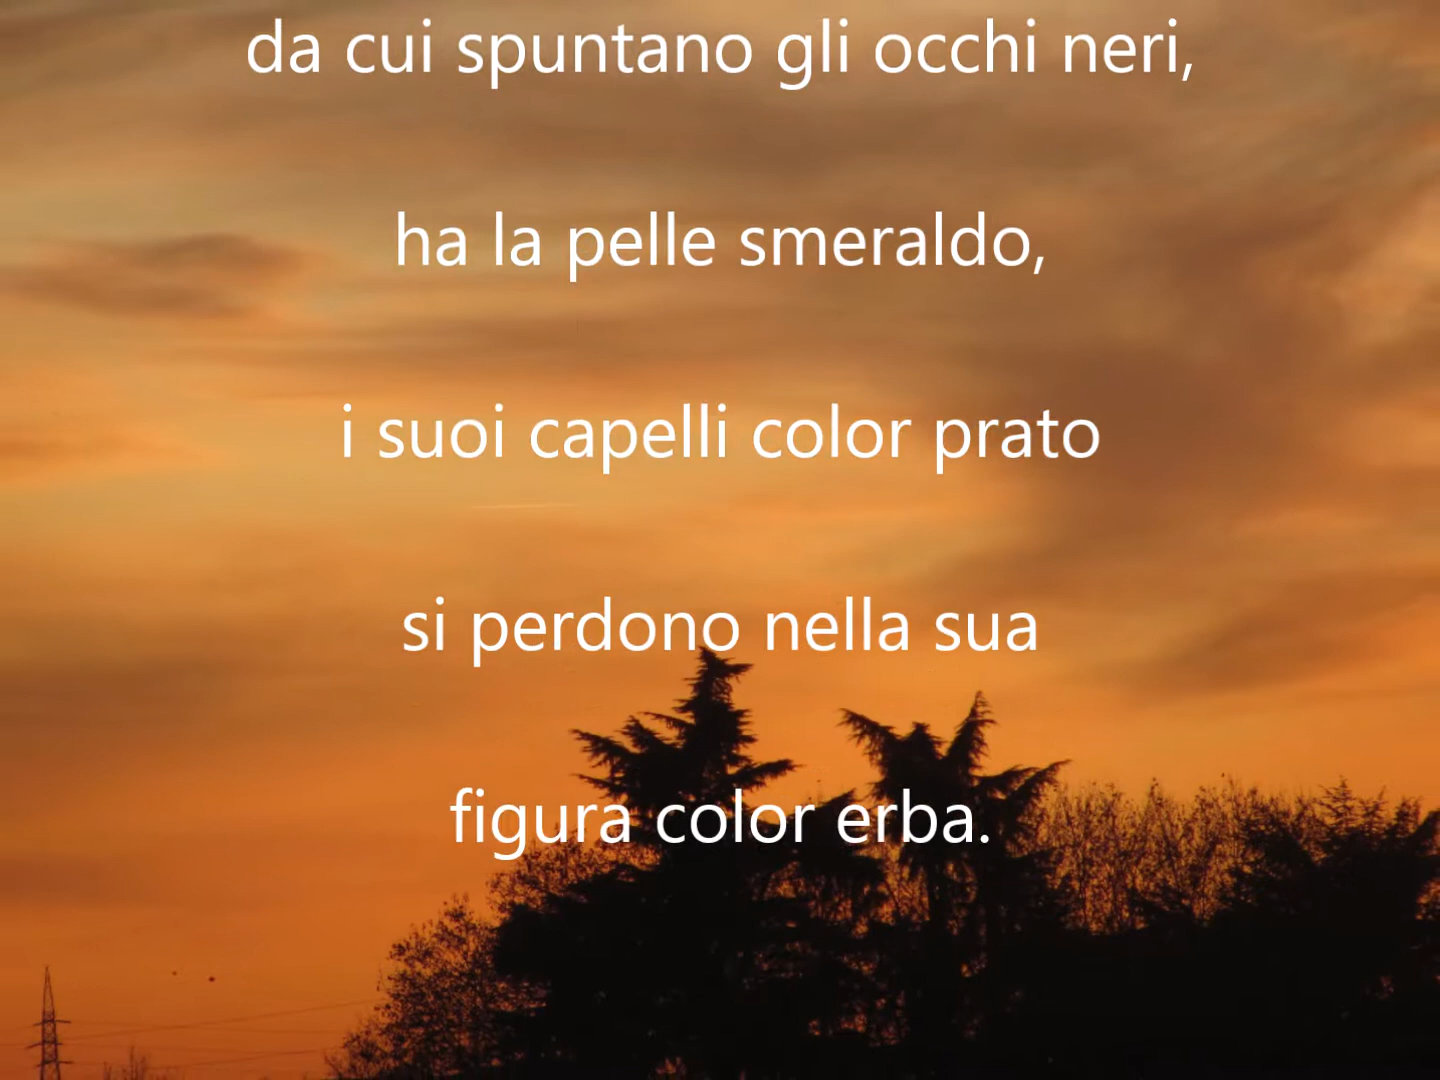 da cui spuntano gli occhi neri,
ha la pelle smeraldo,
i suoi capelli color prato
si perdono nella sua
figura color erba.